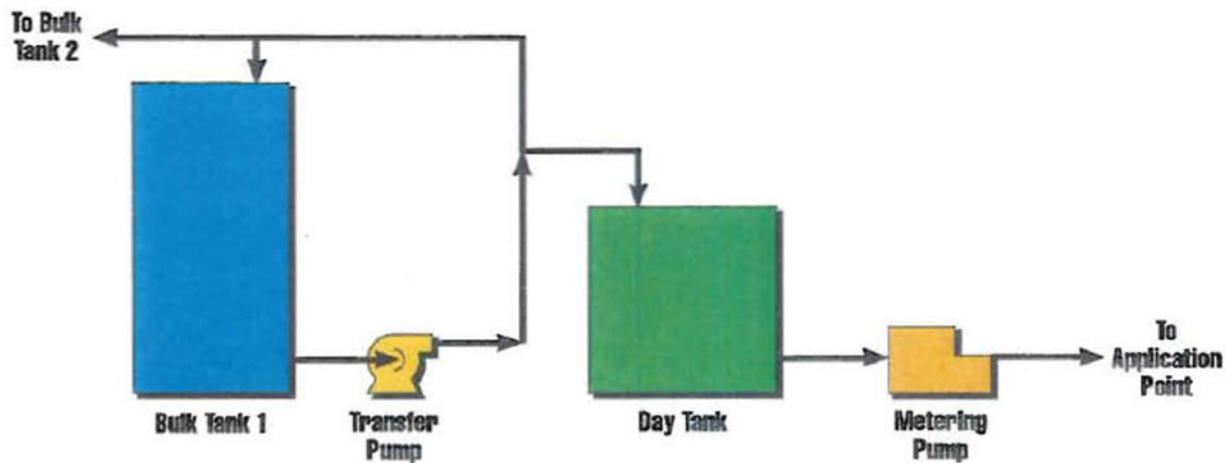 To Bulk
Tank 2
Bulk Tank 1
Transfer
Pump
Day Tank
Metering
Pump
To
Application
Point